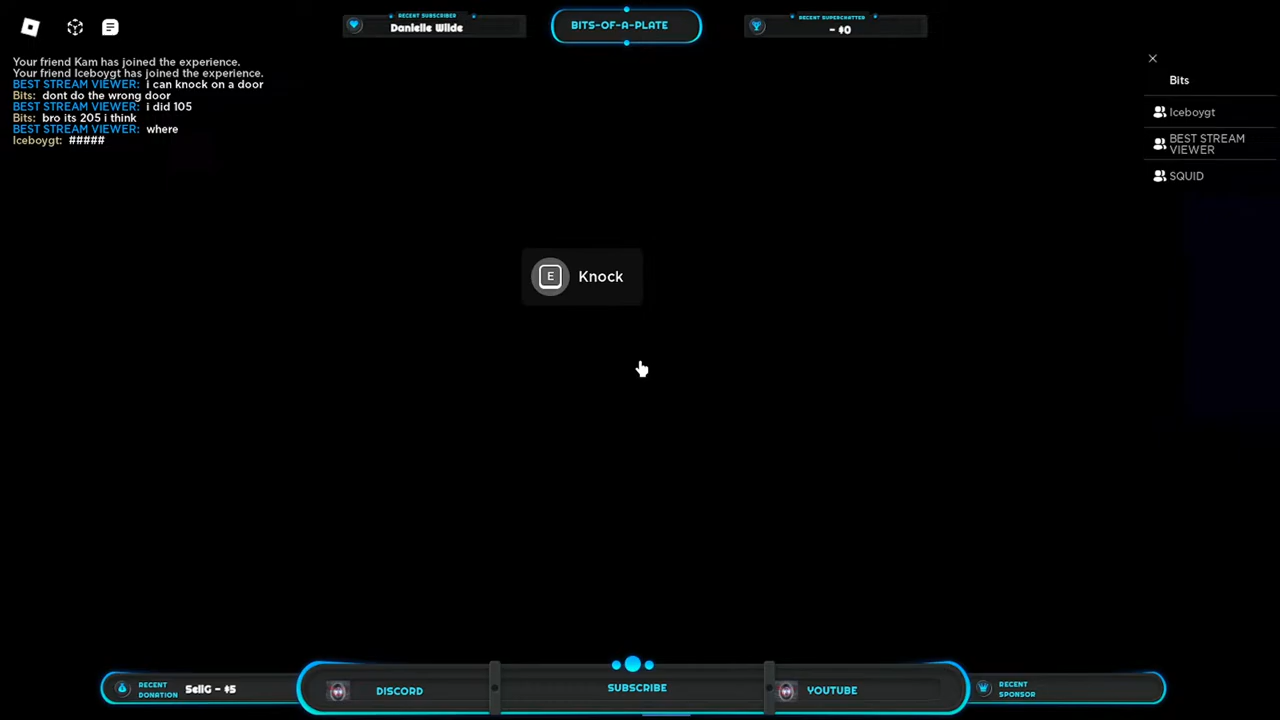 RECENT SUBSCRIBER
Danielle Wilde
BITS-OF-A-PLATE
RECENT SUPERCHATTER
- $0
Your friend Kam has joined the experience.
Your friend Iceboygt has joined the experience.
BEST STREAM VIEWER: i can knock on a door
Bits: dont do the wrong door
BEST STREAM VIEWER: i did 105
Bits: bro its 205 i think
BEST STREAM VIEWER: where
Iceboygt: #####
Bits
Iceboygt
BEST STREAM
VIEWER
SQUID
E Knock
RECENT
DONATION
SellG - $5
DISCORD
SUBSCRIBE
YOUTUBE
RECENT
SPONSOR